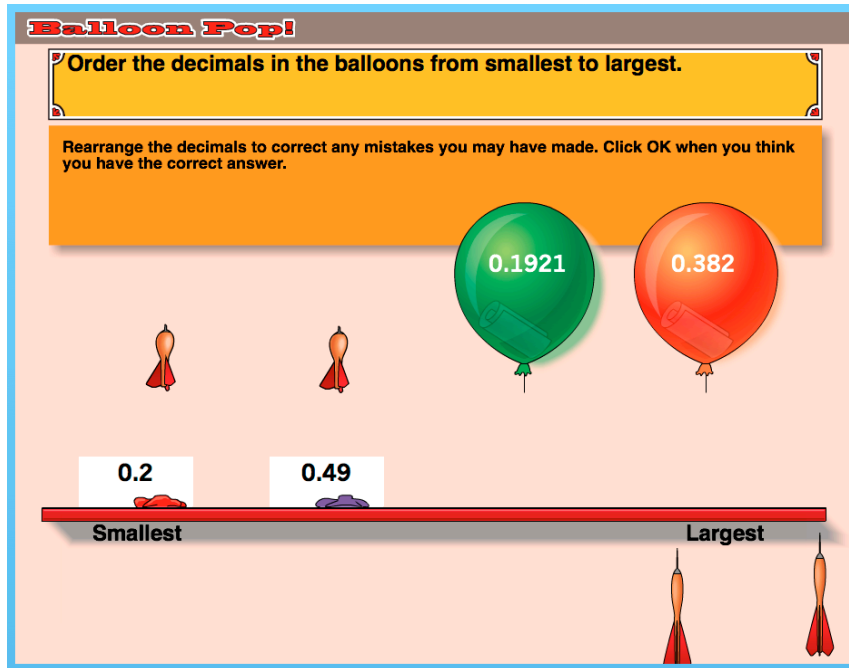 Balloon Pop!
Order the decimals in the balloons from smallest to largest.
Rearrange the decimals to correct any mistakes you may have made. Click OK when you think
you have the correct answer.
0.1921 0.382
0.2 0.49
Smallest Largest